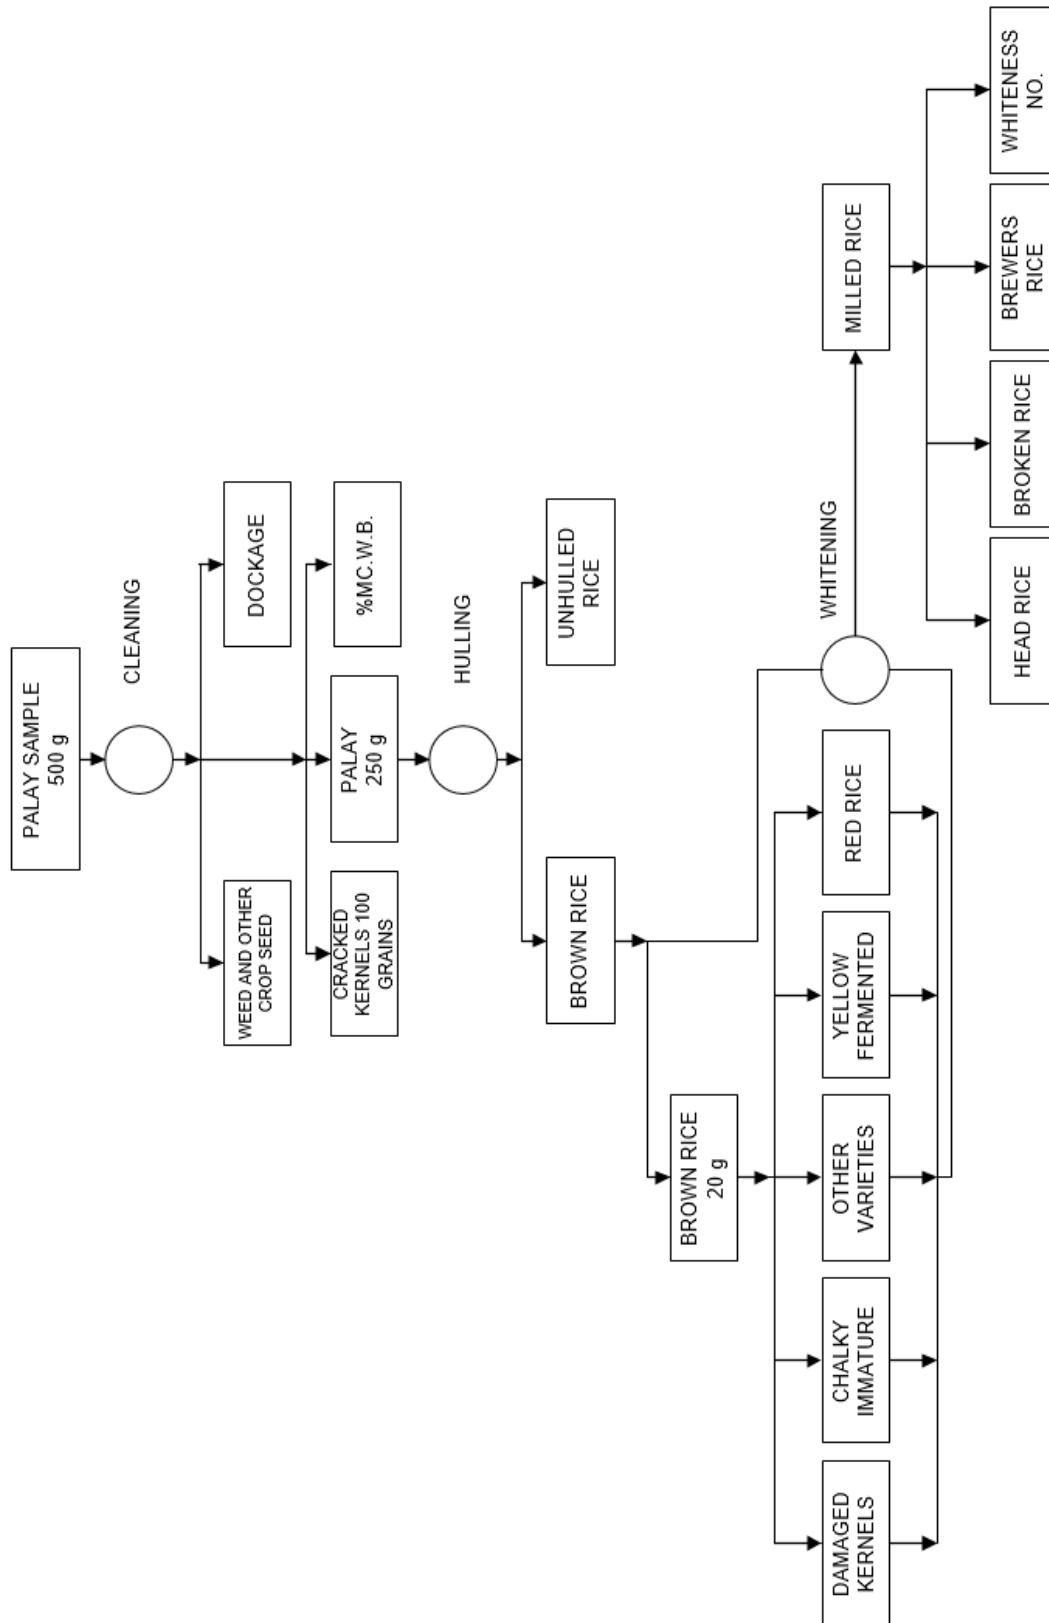 PALAY SAMPLE
500 g
CLEANING
WEED AND OTHER
CROP SEED
DOCKAGE
CRACKED
KERNELS 100
GRAINS
PALAY
250 g
%MC.W.B.
HULLING
BROWN RICE
UNHULLED
RICE
BROWN RICE
20 g
DAMAGED
KERNELS
CHALKY
IMMATURE
OTHER
VARIETIES
YELLOW
FERMENTED
RED RICE
WHITENING
MILLED RICE
HEAD RICE
BROKEN RICE
BREWERS
RICE
WHITENESS
NO.